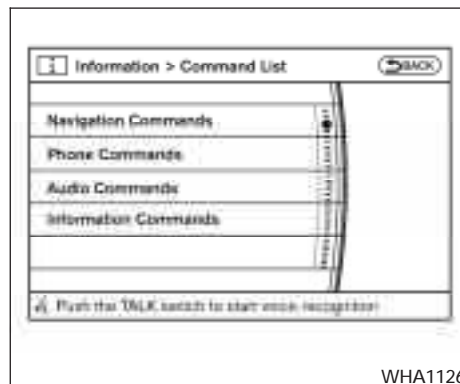 i Information > Command List BACK
Navigation Commands
Phone Commands
Audio Commands
Information Commands
Push the TALK switch to start voice recognition
WHA1126